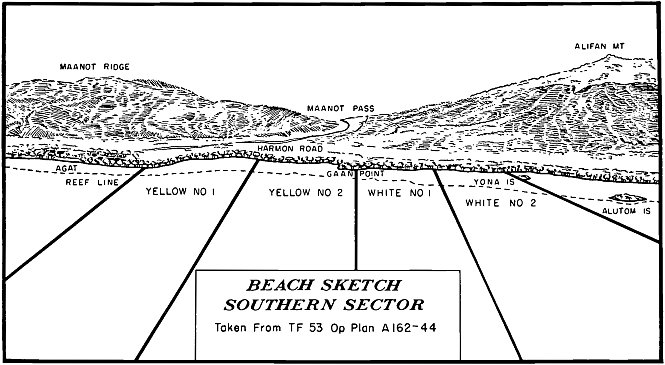 ALIFAN MT
MAANOT RIDGE
MAANOT PASS
HARMON ROAD
AGAT
GAAN POINT
REEF LINE
YONA IS
YELLOW NO 1
YELLOW NO 2
WHITE NO 1
WHITE NO 2
ALUTOM IS
BEACH SKETCH
SOUTHERN SECTOR
Taken From TF 53 Op Plan A162-44